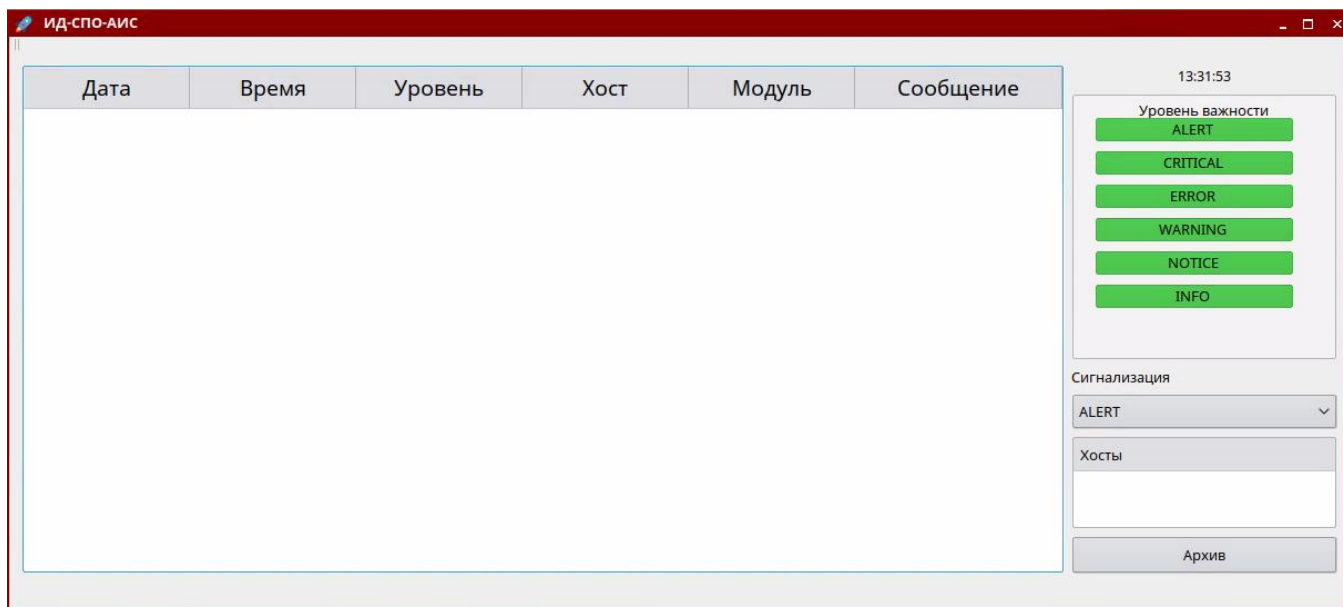 ИД-СПО-АИС
Дата Время Уровень Хост Модуль Сообщение
13:31:53
Уровень важности
ALERT
CRITICAL
ERROR
WARNING
NOTICE
INFO
Сигнализация
ALERT
Хосты
Архив